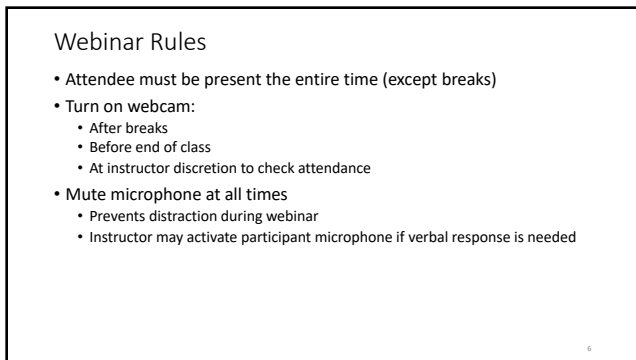 Webinar Rules
• Attendee must be present the entire time (except breaks)
• Turn on webcam:
• After breaks
• Before end of class
• At instructor discretion to check attendance
• Mute microphone at all times
• Prevents distraction during webinar
• Instructor may activate participant microphone if verbal response is needed
6